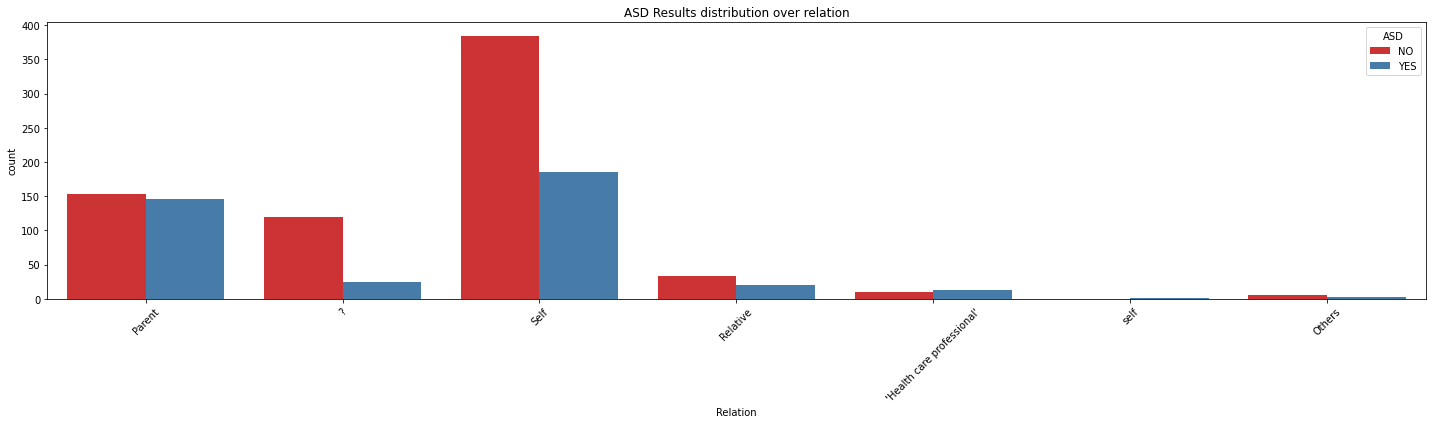 ASD Results distribution over relation
ASD
NO
YES
400
350
300
250
200
150
100
50
0
count
Parent
?
Self
Relative
'Health care professional'
self
Others
Relation